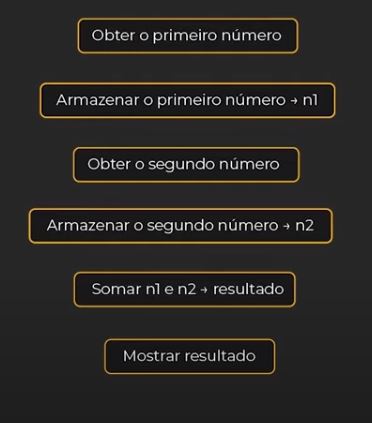 Obter o primeiro número
Armazenar o primeiro número → n1
Obter o segundo número
Armazenar o segundo número → n2
Somar n1 e n2 → resultado
Mostrar resultado